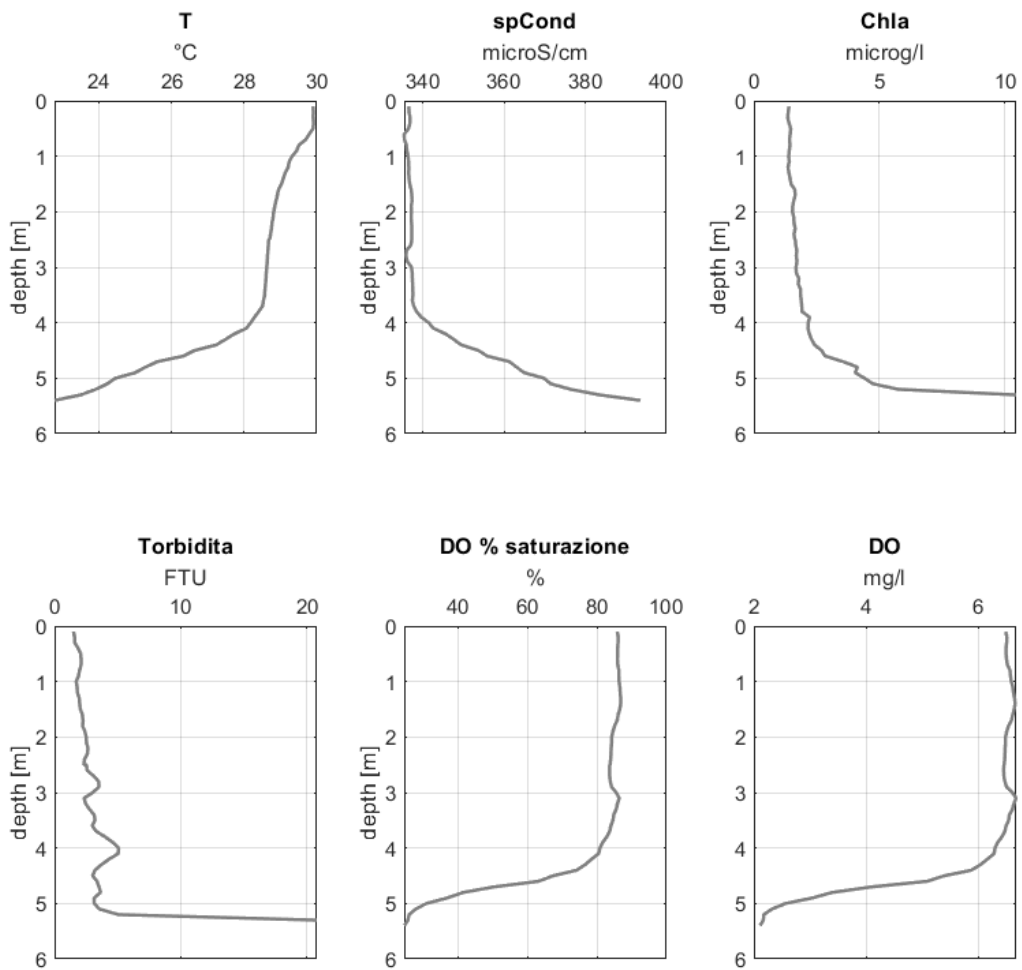 T spCond Chla
°C microS/cm microg/l
24 26 28 30 340 360 380 400 0 5 10
0 0 0
1 1 1
2 2 2
3 3 3
4 4 4
5 5 5
6 6 6
depth [m] depth [m] depth [m]
Torbidita DO % saturazione DO
FTU % mg/l
0 10 20 40 60 80 100 2 4 6
0 0 0
1 1 1
2 2 2
3 3 3
4 4 4
5 5 5
6 6 6
depth [m] depth [m] depth [m]